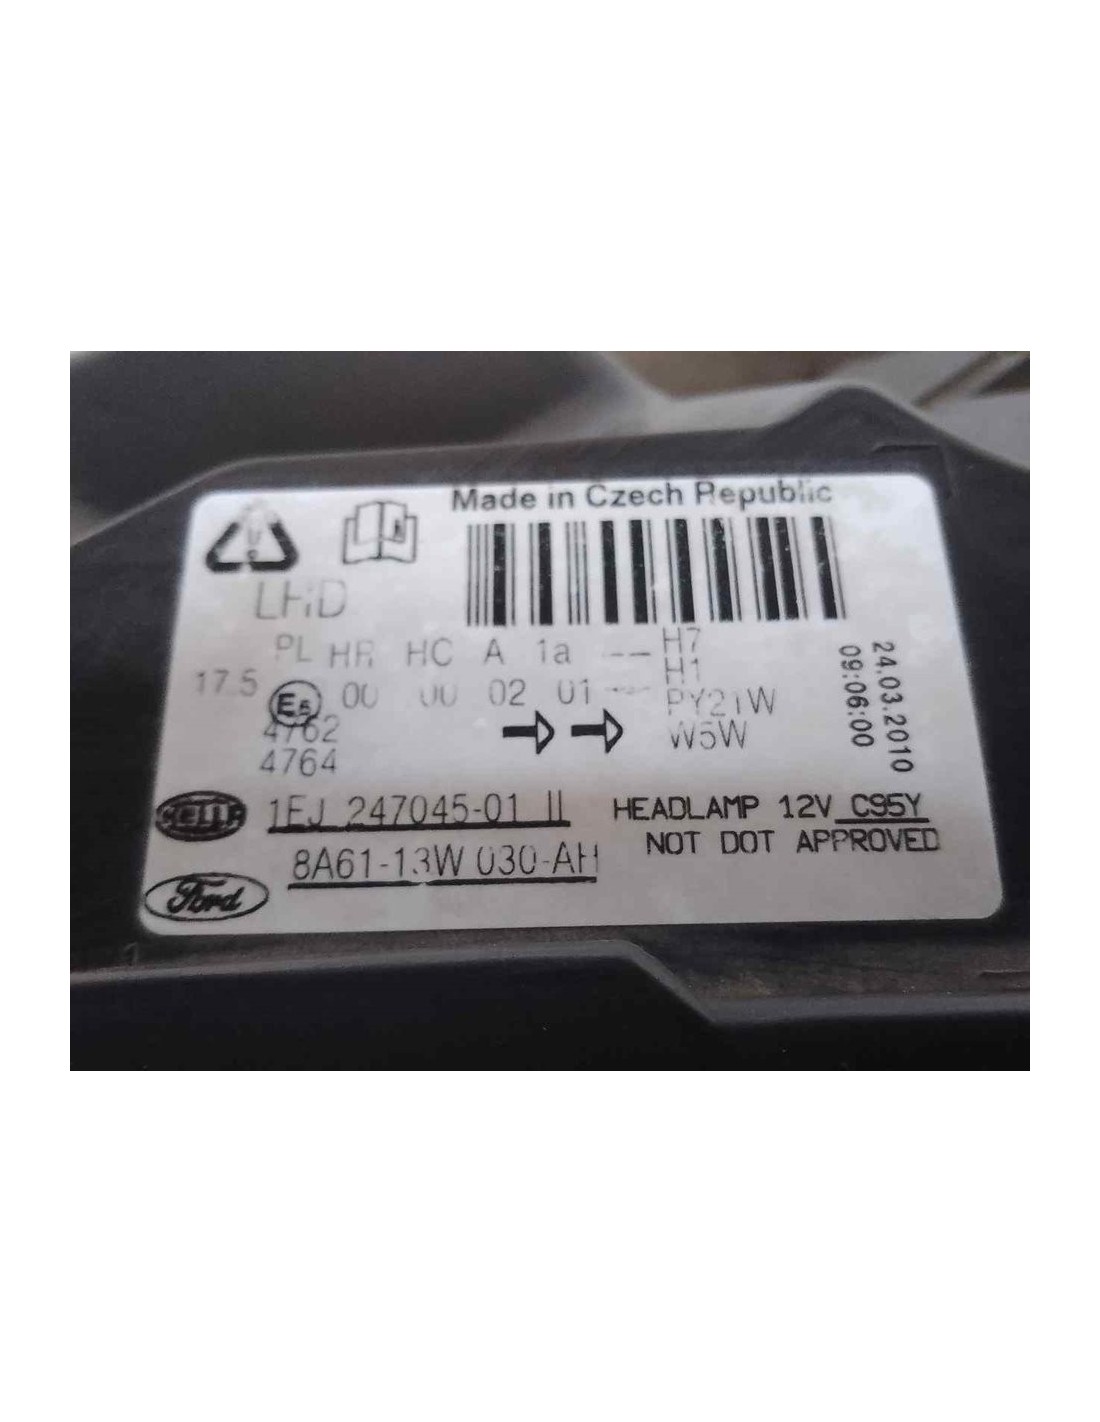 Made in Czech Republic
LHD
PL HR HC A 1a -- H7
H1
17.5 E 00 00 02 01 -- PY21W
4762
W5W
4764
24.03.2010
09:06:00
HELLA 1EJ 247045-01 II
HEADLAMP 12V C95Y
NOT DOT APPROVED
8A61-13W 030-AH
Ford